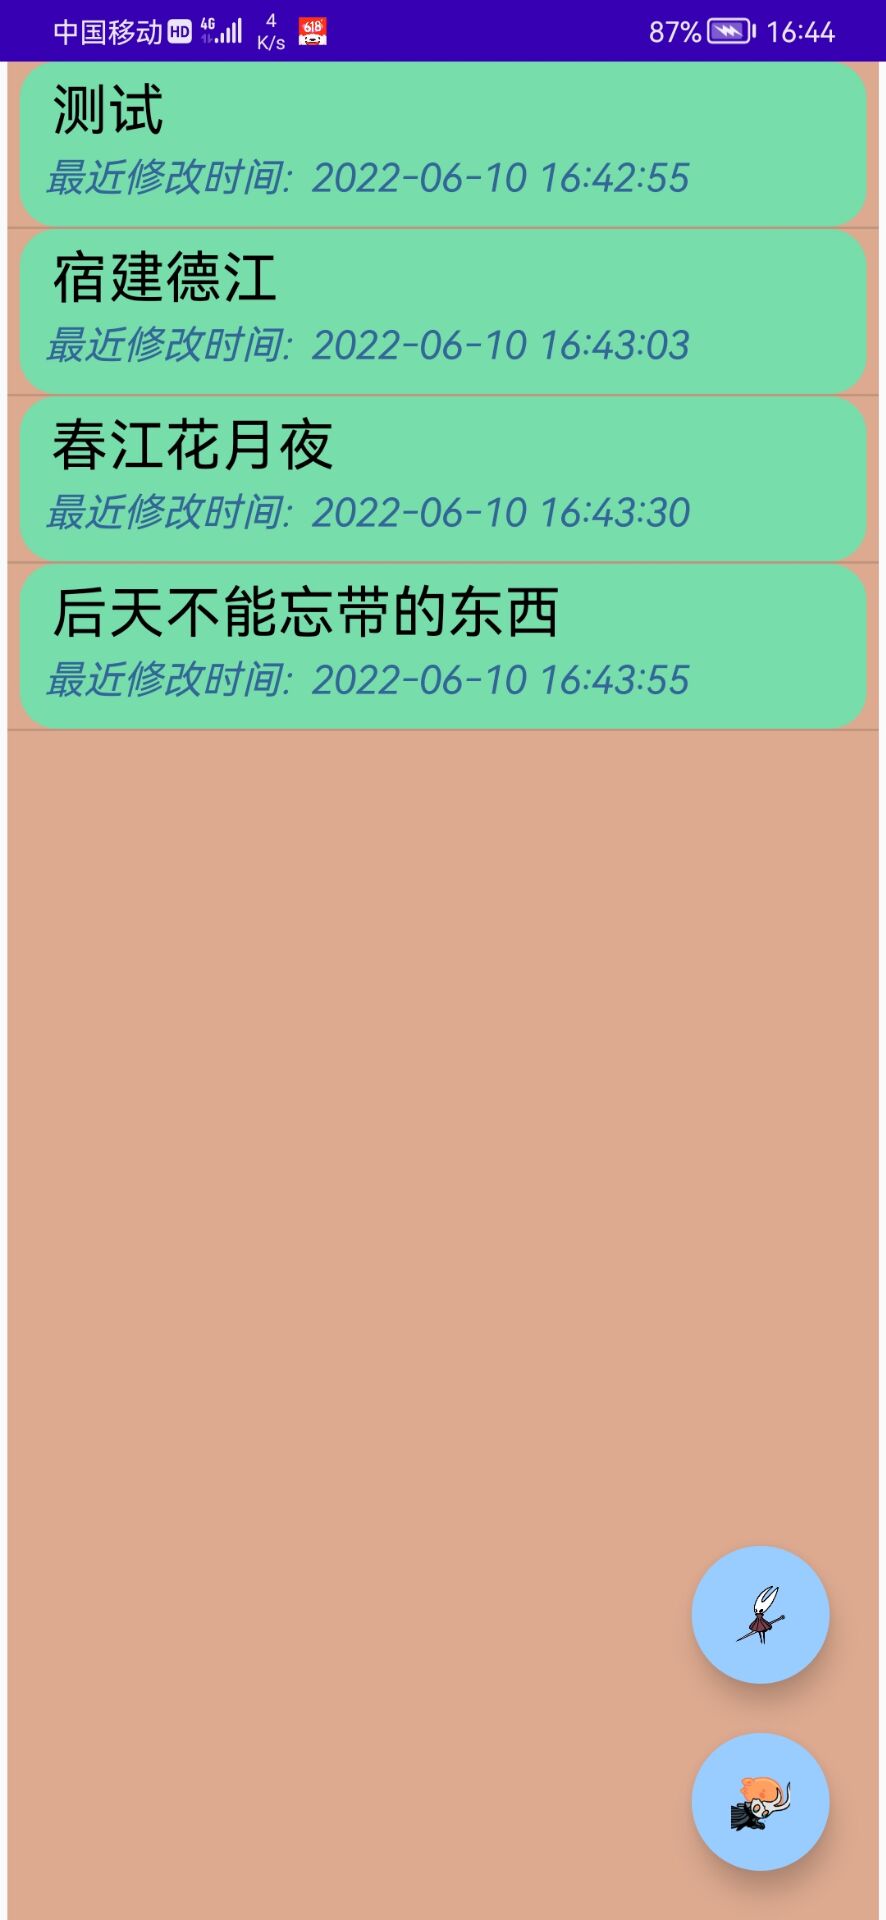 中国移动 HD 4G 4 K/s 618 87% 16:44
测试
最近修改时间: 2022-06-10 16:42:55
宿建德江
最近修改时间: 2022-06-10 16:43:03
春江花月夜
最近修改时间: 2022-06-10 16:43:30
后天不能忘带的东西
最近修改时间: 2022-06-10 16:43:55